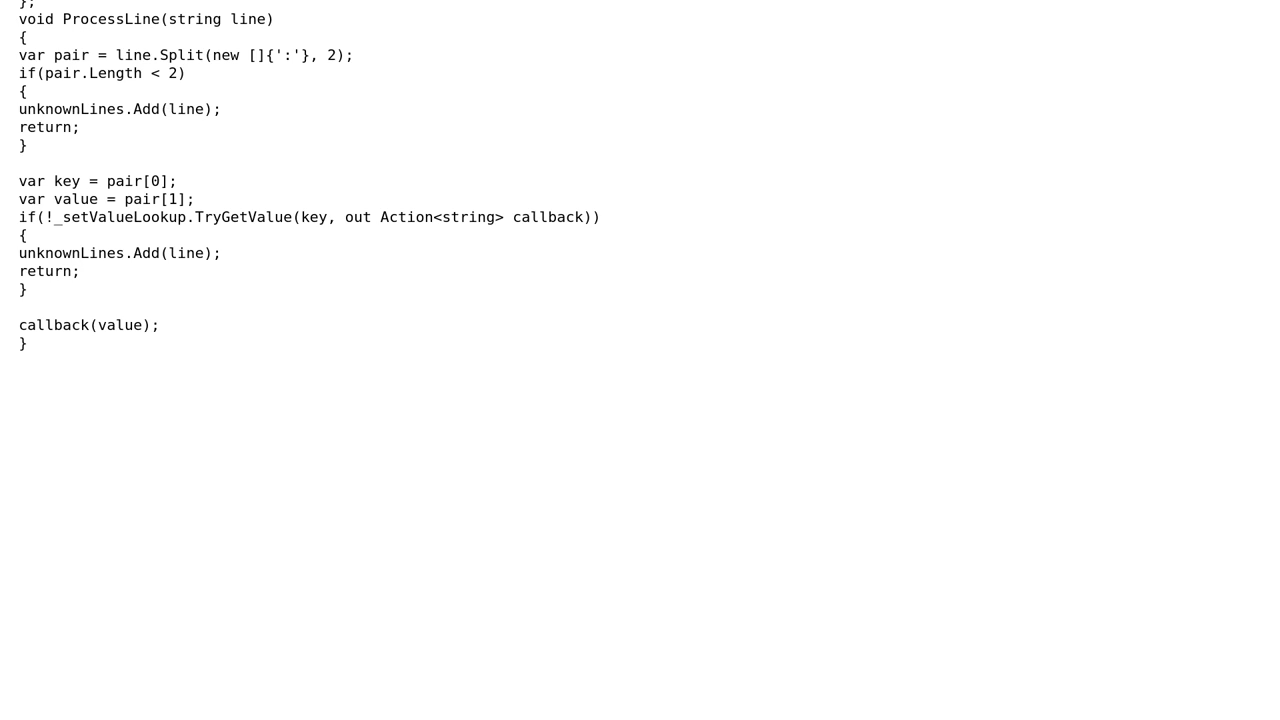 };
void ProcessLine(string line)
{
var pair = line.Split(new []{':'}, 2);
if(pair.Length < 2)
{
unknownLines.Add(line);
return;
}

var key = pair[0];
var value = pair[1];
if(!_setValueLookup.TryGetValue(key, out Action<string> callback))
{
unknownLines.Add(line);
return;
}

callback(value);
}